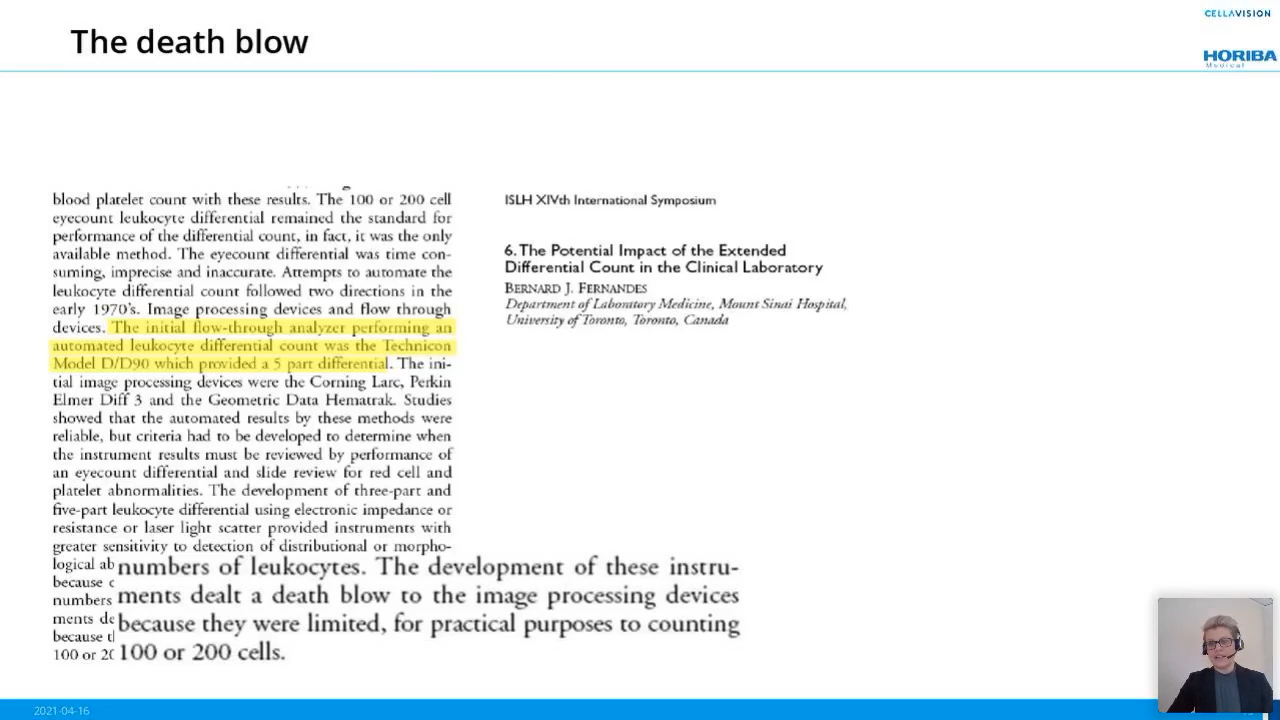 CELLAVISION
The death blow
HORIBA
Medical
blood platelet count with these results. The 100 or 200 cell
eyecount leukocyte differential remained the standard for
performance of the differential count, in fact, it was the only
available method. The eyecount differential was time con-
suming, imprecise and inaccurate. Attempts to automate the
leukocyte differential count followed two directions in the
early 1970's. Image processing devices and flow through
devices. The initial flow-through analyzer performing an
automated leukocyte differential count was the Technicon
Model D/D90 which provided a 5 part differential. The ini-
tial image processing devices were the Corning Larc, Perkin
Elmer Diff 3 and the Geometric Data Hematrak. Studies
showed that the automated results by these methods were
reliable, but criteria had to be developed to determine when
the instrument results must be reviewed by performance of
an eyecount differential and slide review for red cell and
platelet abnormalities. The development of three-part and
five-part leukocyte differential using electronic impedance or
resistance or laser light scatter provided instruments with
greater sensitivity to detection of distributional or morpho-
logical ab
because
numbers
ments de
because t
100 or 20
numbers of leukocytes. The development of these instru-
ments dealt a death blow to the image processing devices
because they were limited, for practical purposes to counting
100 or 200 cells.
ISLH XIVth International Symposium
6. The Potential Impact of the Extended
Differential Count in the Clinical Laboratory
BERNARD J. FERNANDES
Department of Laboratory Medicine, Mount Sinai Hospital,
University of Toronto, Toronto, Canada
2021-04-16